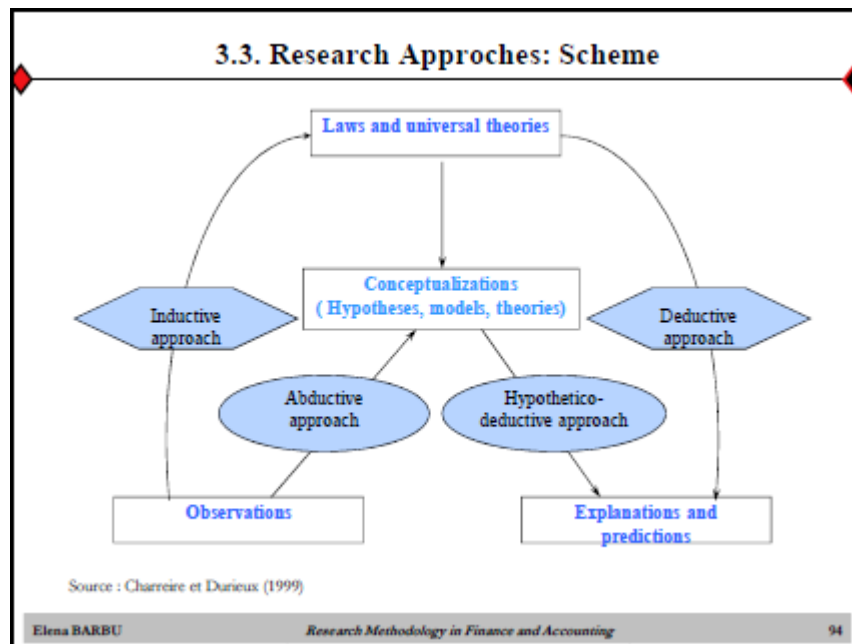 3.3. Research Approches: Scheme
Laws and universal theories
Conceptualizations
( Hypotheses, models, theories)
Inductive
approach
Deductive
approach
Abductive
approach
Hypothetico-
deductive approach
Observations
Explanations and
predictions
Source : Charreire et Durieux (1999)
Elena BARBU Research Methodology in Finance and Accounting 94